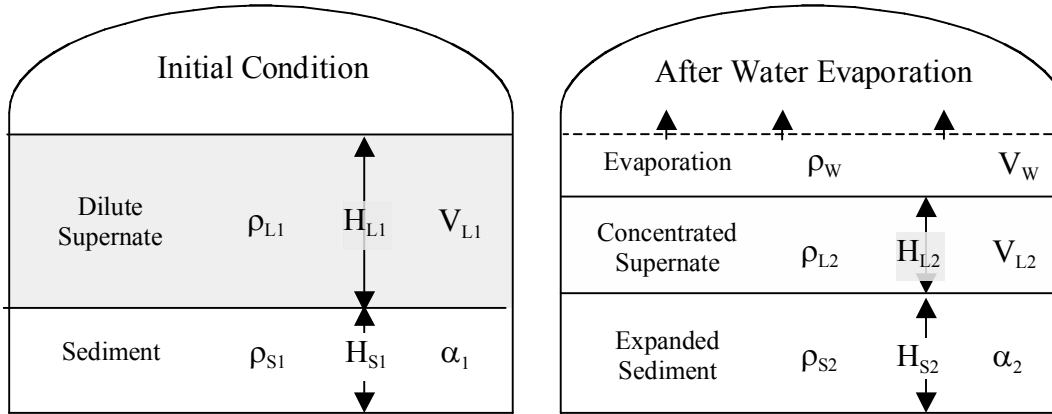 Initial Condition
Dilute
Supernate
ρL1
HL1
VL1
Sediment
ρS1
HS1
α1
After Water Evaporation
Evaporation
ρW
VW
Concentrated
Supernate
ρL2
HL2
VL2
Expanded
Sediment
ρS2
HS2
α2